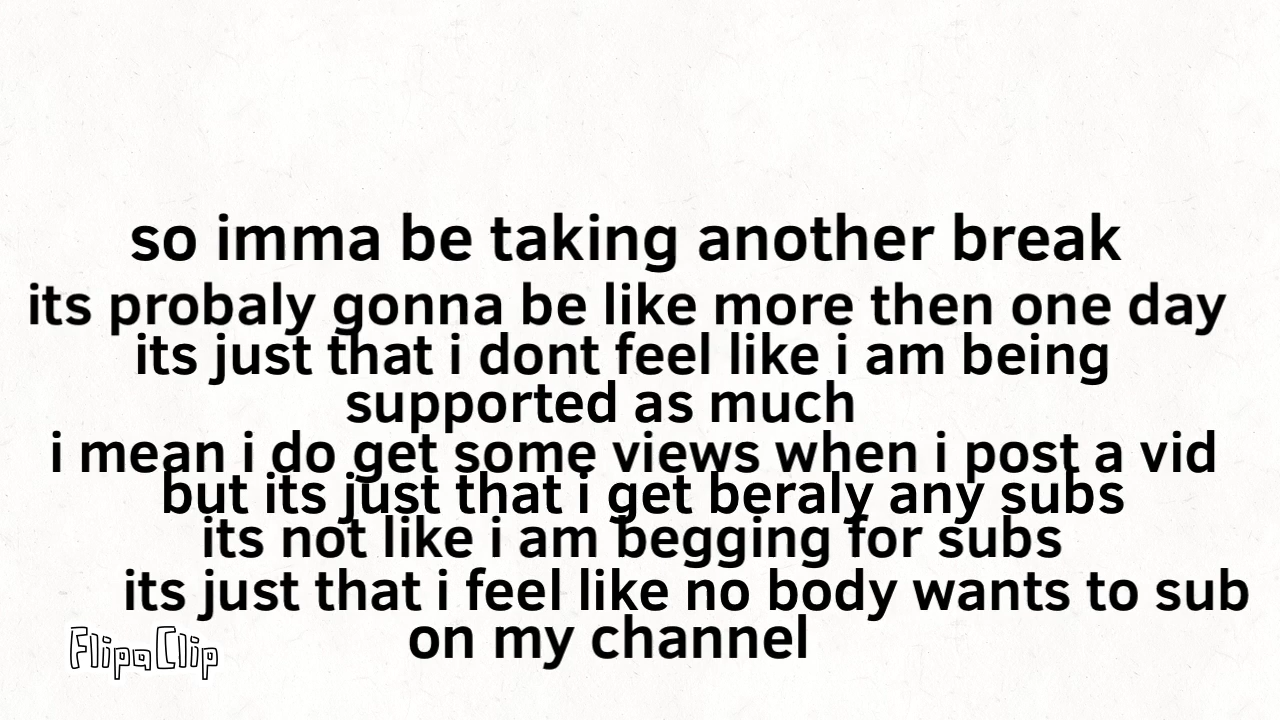 so imma be taking another break
its probaly gonna be like more then one day
its just that i dont feel like i am being
supported as much
i mean i do get some views when i post a vid
but its just that i get beraly any subs
its not like i am begging for subs
its just that i feel like no body wants to sub
on my channel
FlipaClip